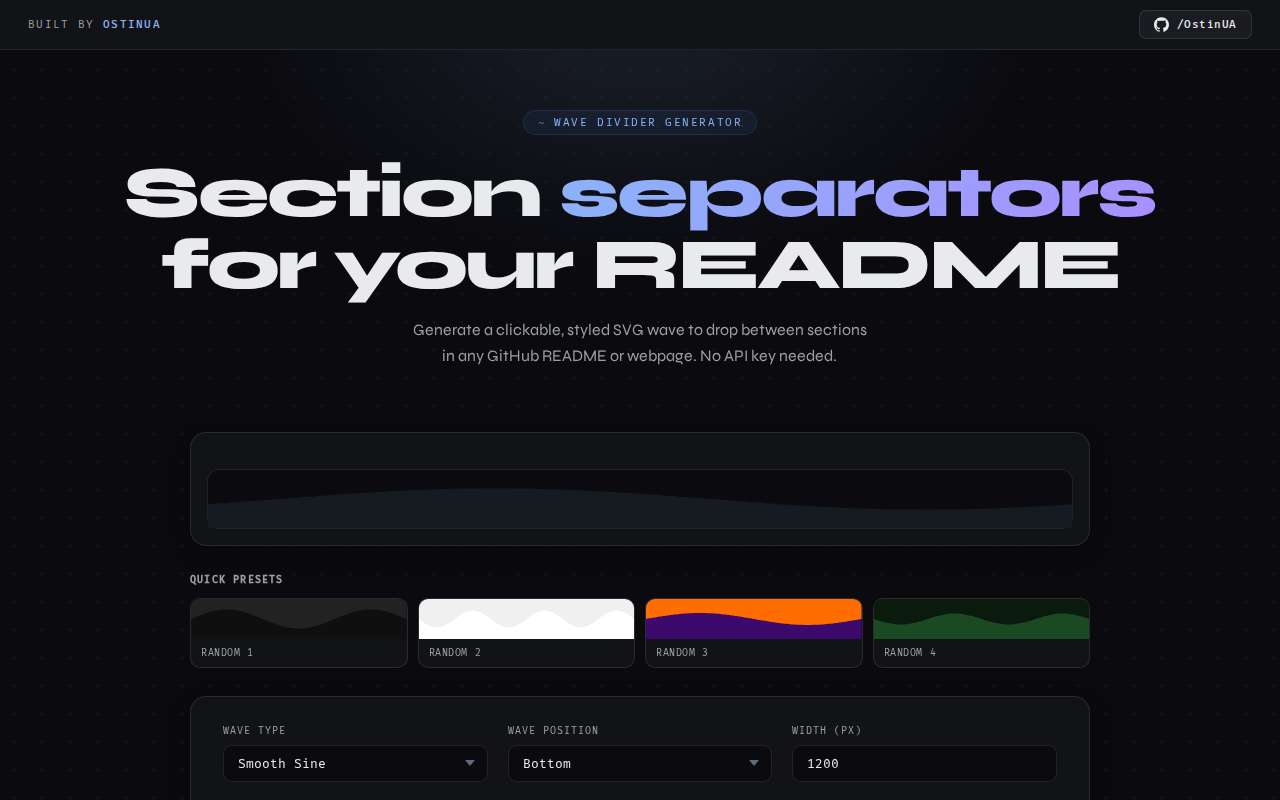 BUILT BY OSTINUA
/OstinUA
~ WAVE DIVIDER GENERATOR
Section separators
for your README
Generate a clickable, styled SVG wave to drop between sections
in any GitHub README or webpage. No API key needed.
QUICK PRESETS
RANDOM 1
RANDOM 2
RANDOM 3
RANDOM 4
WAVE TYPE
WAVE POSITION
WIDTH (PX)
Smooth Sine
Bottom
1200